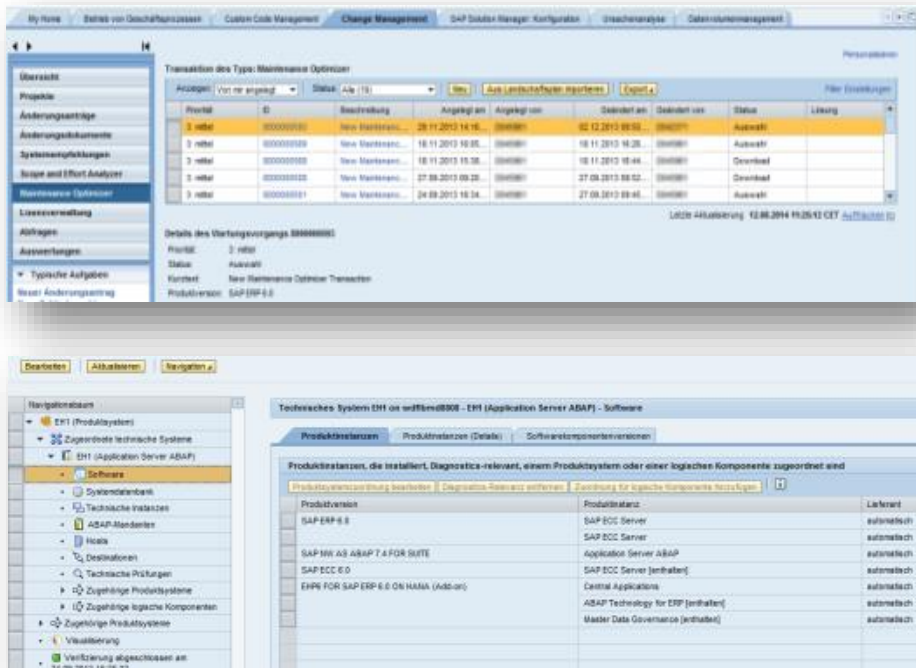 My Home Betrieb von Geschäftsprozessen Custom Code Management Change Management SAP Solution Manager: Konfiguration Ursachenanalyse Datenvolumenmanagement
Personalisieren
Übersicht
Projekte
Änderungsanträge
Änderungsdokumente
Systemempfehlungen
Scope and Effort Analyzer
Maintenance Optimizer
Lizenzverwaltung
Abfragen
Auswertungen
Typische Aufgaben
Neuer Änderungsantrag
Transaktion des Typs: Maintenance Optimizer
Anzeigen: Von mir angelegt Status: Alle (19) Neu Aus Landschaftsplan importieren Export Filter Einstellungen
Priorität ID Beschreibung Angelegt am Angelegt von Geändert am Geändert von Status Lösung
3: mittel New Maintenanc... 28.11.2013 14:16... 02.12.2013 Auswahl
3: mittel New Maintenanc... 18.11.2013 16:05... 18.11.2013 16:28... Auswahl
3: mittel New Maintenanc... 18.11.2013 15:38... 18.11.2013 16:44... Download
3: mittel New Maintenanc... 27.09.2013 09:20... 27.09.2013 09:52... Download
3: mittel New Maintenanc... 24.09.2013 16:34... 27.09.2013 09:46... Auswahl
Letzte Aktualisierung 12.08.2014 CET Auffrischen
Details des Wartungsvorgangs
Priorität: 3: mittel
Status: Auswahl
Kurztext: New Maintenance Optimizer Transaction
Produktversion: SAP ERP 6.0
Bearbeiten Aktualisieren Navigation
Navigationsbaum
EH1 (Produktsystem)
Zugeordnete technische Systeme
EH1 (Application Server ABAP)
Software
Systemdatenbank
Technische Instanzen
ABAP-Mandanten
Hosts
Destinationen
Technische Prüfungen
Zugehörige Produktsysteme
Zugehörige logische Komponenten
Zugehörige Produktsysteme
Visualisierung
Verifizierung abgeschlossen am
Technisches System EH1 on - EH1 (Application Server ABAP) - Software
Produktinstanzen Produktinstanzen (Details) Softwarekomponentenversionen
Produktinstanzen, die installiert, Diagnostics-relevant, einem Produktsystem oder einer logischen Komponente zugeordnet sind
Produktsystemzuordnung bearbeiten Diagnostics-Relevanz entfernen Zuordnung für logische Komponente hinzufügen
Produktversion Produktinstanz Lieferant
SAP ERP 6.0 SAP ECC Server automatisch
SAP ECC Server automatisch
SAP NW AS ABAP 7.4 FOR SUITE Application Server ABAP automatisch
SAP ECC 6.0 SAP ECC Server [enthalten] automatisch
EHP6 FOR SAP ERP 6.0 ON HANA (Add-on) Central Applications automatisch
ABAP Technology for ERP [enthalten] automatisch
Master Data Governance [enthalten] automatisch